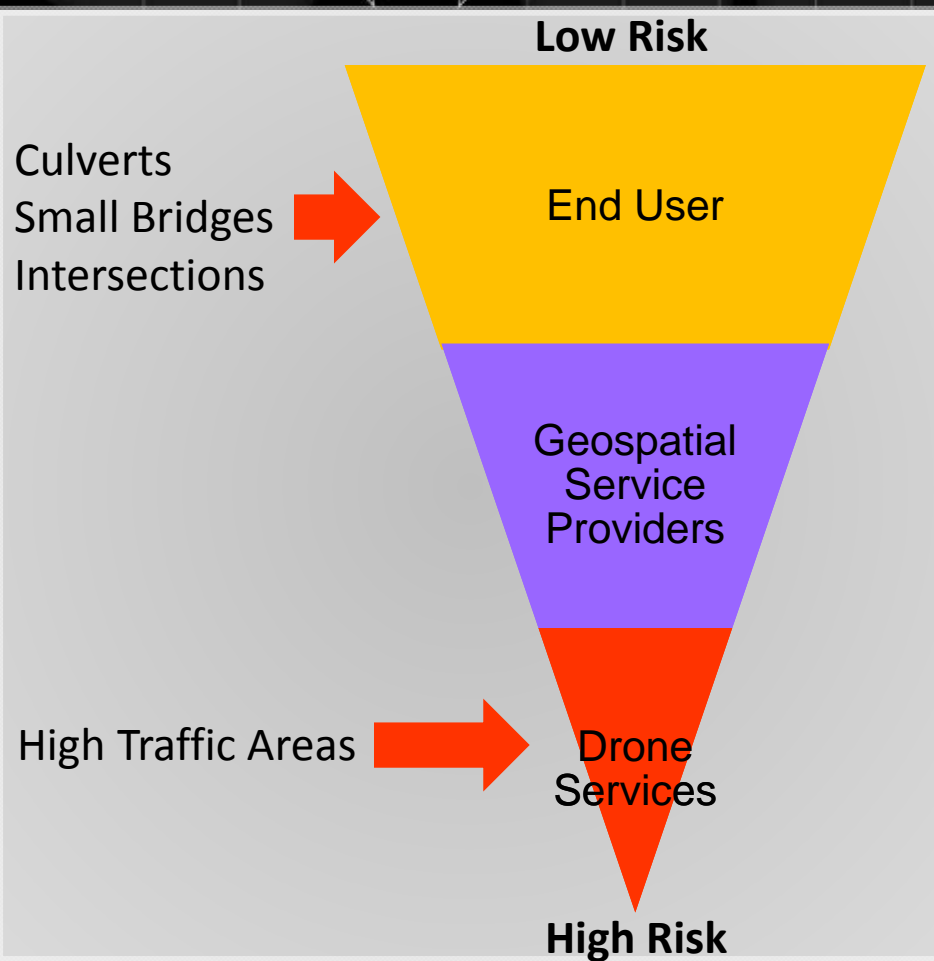 Low Risk
Culverts
Small Bridges
Intersections
End User
Geospatial
Service
Providers
High Traffic Areas
Drone
Services
High Risk